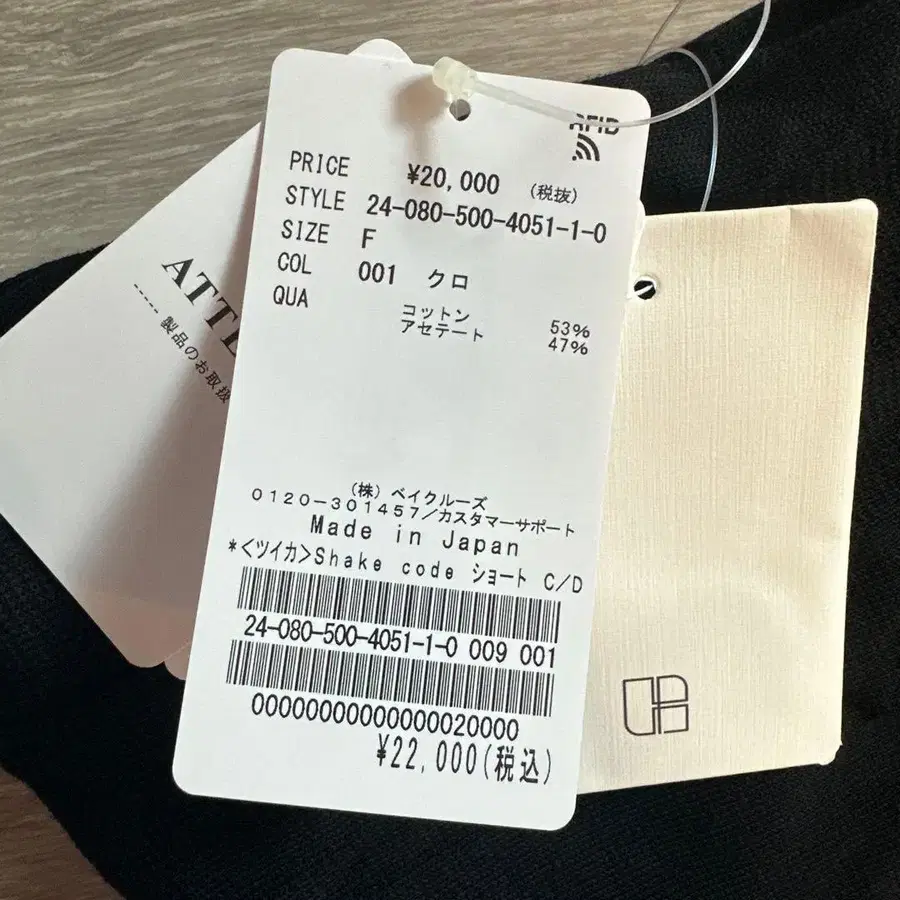 RFID
PRICE ¥20,000 (税抜)
STYLE 24-080-500-4051-1-0
SIZE F
COL 001 クロ
QUA
コットン 53%
アセテート 47%
(株) ベイクルーズ
0120-301457/カスタマーサポート
Made in Japan
*<ツイカ>Shake code ショート C/D
24-080-500-4051-1-0 009 001
00000000000000020000
¥22,000(税込)
ATT
製品のお取扱